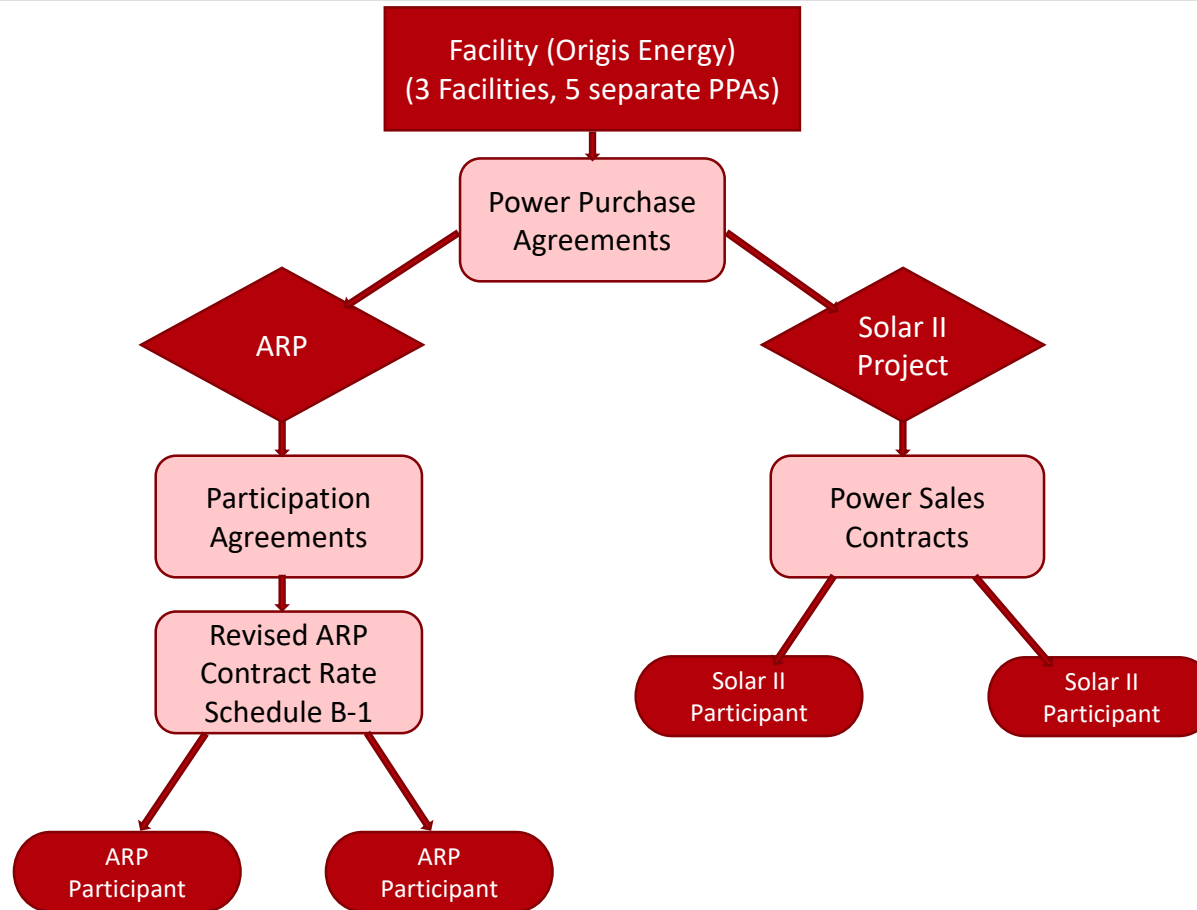 Facility (Origis Energy)
(3 Facilities, 5 separate PPAs)
Power Purchase
Agreements
ARP
Solar II
Project
Participation
Agreements
Power Sales
Contracts
Revised ARP
Contract Rate
Schedule B-1
Solar II
Participant
Solar II
Participant
ARP
Participant
ARP
Participant